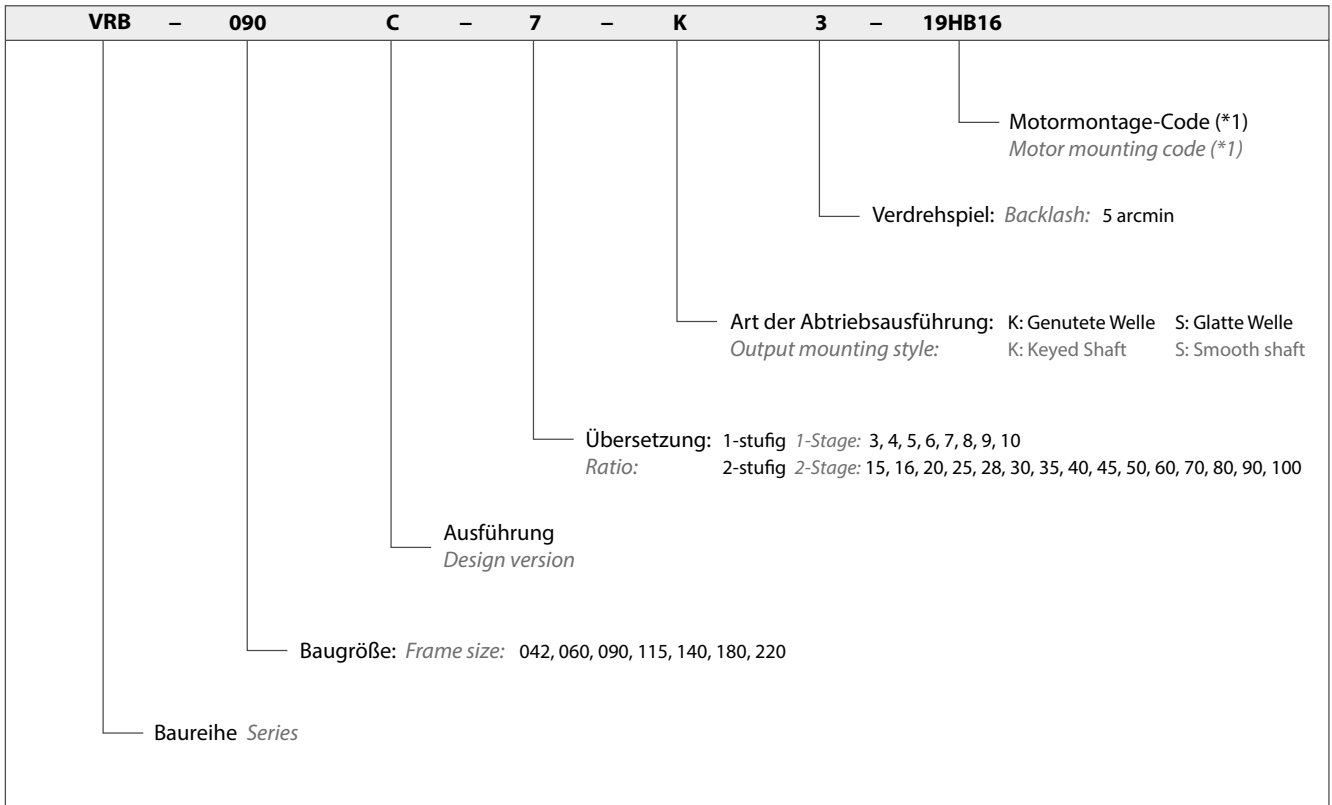 VRB – 090 C – 7 – K 3 – 19HB16
Motormontage-Code (*1)
Motor mounting code (*1)
Verdrehspiel: Backlash: 5 arcmin
Art der Abtriebsausführung: K: Genutete Welle S: Glatte Welle
Output mounting style: K: Keyed Shaft S: Smooth shaft
Übersetzung: 1-stufig 1-Stage: 3, 4, 5, 6, 7, 8, 9, 10
Ratio: 2-stufig 2-Stage: 15, 16, 20, 25, 28, 30, 35, 40, 45, 50, 60, 70, 80, 90, 100
Ausführung
Design version
Baugröße: Frame size: 042, 060, 090, 115, 140, 180, 220
Baureihe Series